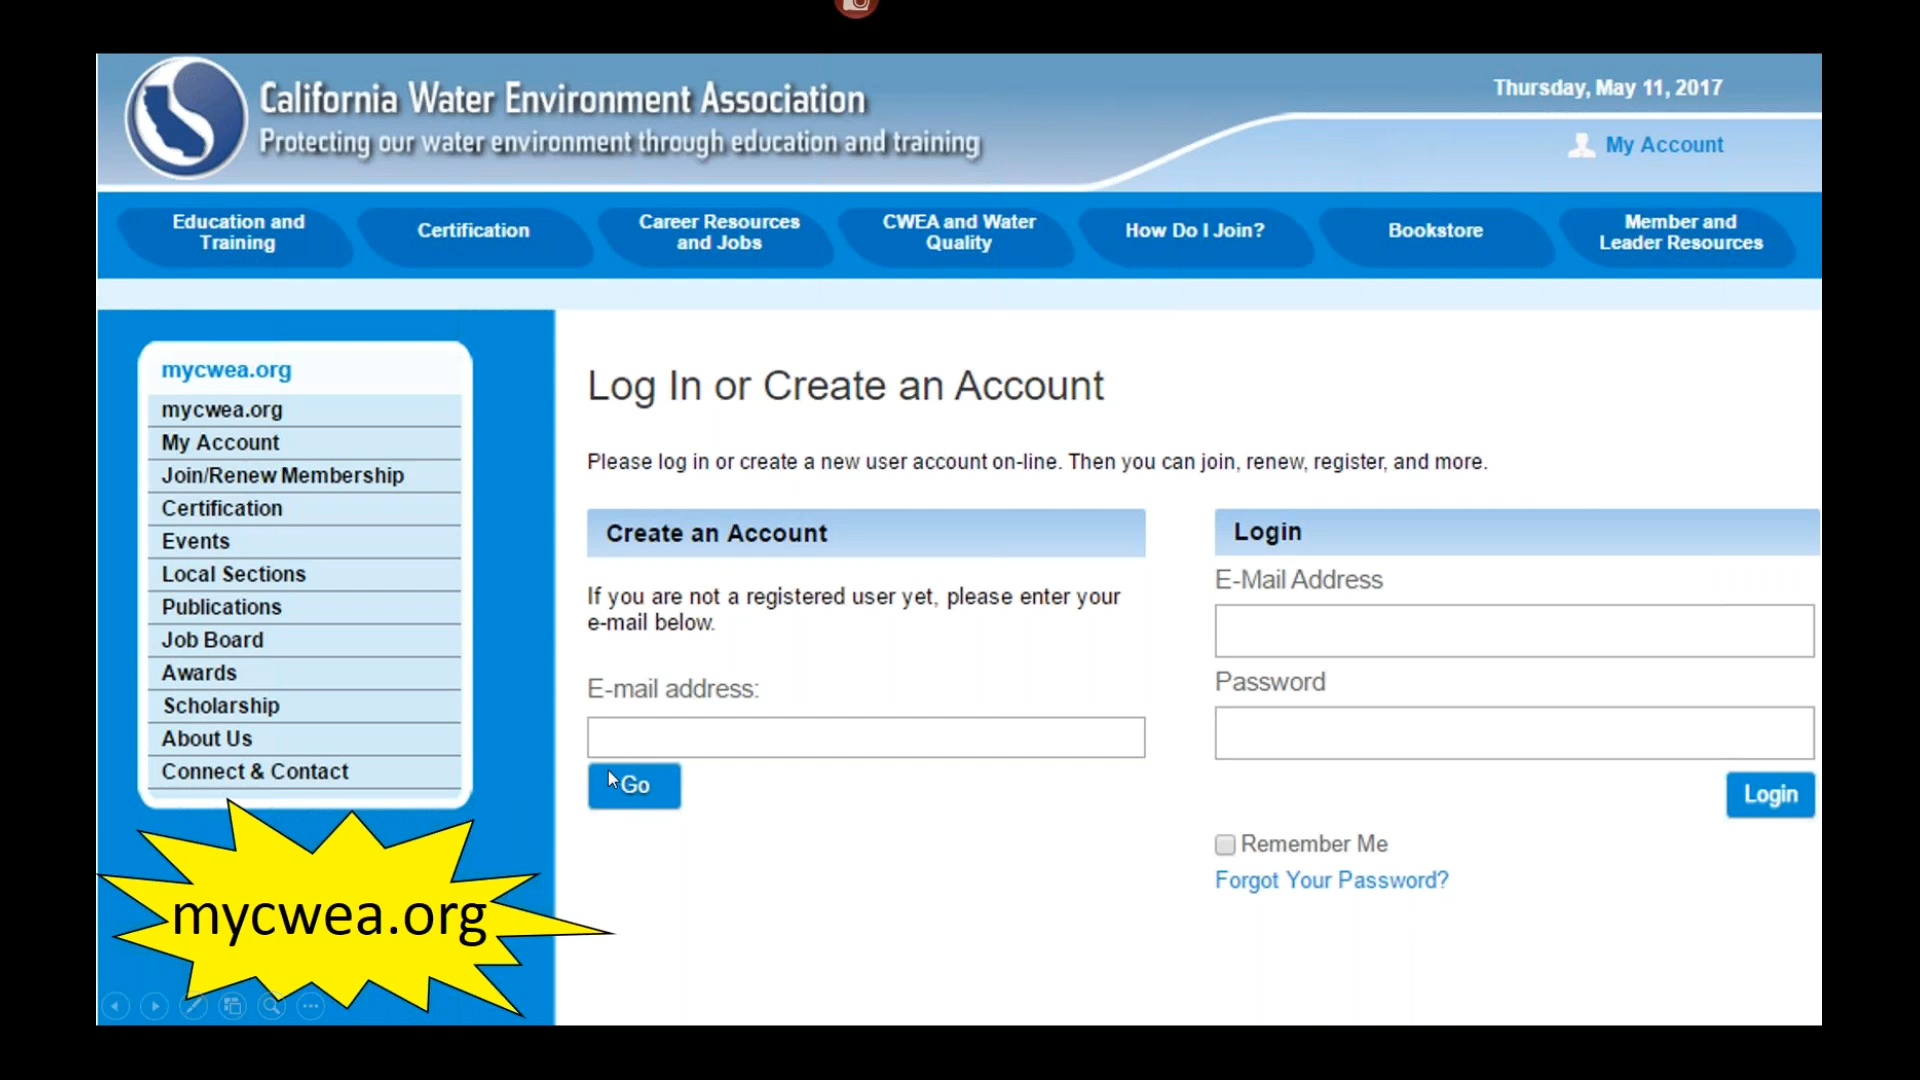 California Water Environment Association
Protecting our water environment through education and training
Thursday, May 11, 2017
My Account
Education and
Training
Certification
Career Resources
and Jobs
CWEA and Water
Quality
How Do I Join?
Bookstore
Member and
Leader Resources
mycwea.org
mycwea.org
My Account
Join/Renew Membership
Certification
Events
Local Sections
Publications
Job Board
Awards
Scholarship
About Us
Connect & Contact
mycwea.org
Log In or Create an Account
Please log in or create a new user account on-line. Then you can join, renew, register, and more.
Create an Account
If you are not a registered user yet, please enter your
e-mail below.
E-mail address:
Go
Login
E-Mail Address
Password
Login
Remember Me
Forgot Your Password?